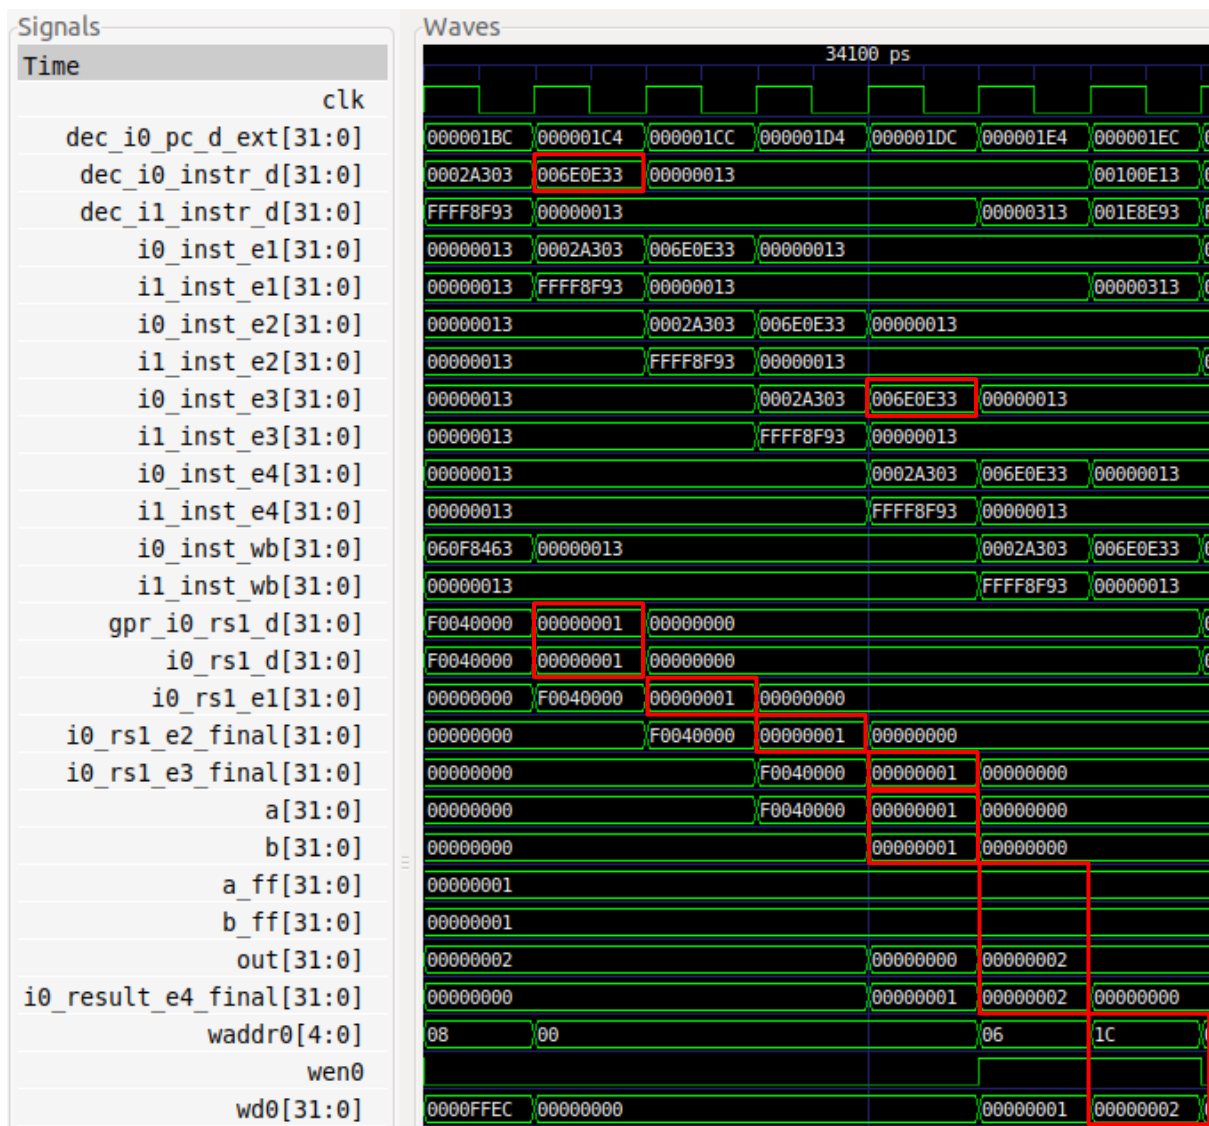 Signals Waves
Time 34100 ps
clk
dec_i0_pc_d_ext[31:0] 000001BC 000001C4 000001CC 000001D4 000001DC 000001E4 000001EC
dec_i0_instr_d[31:0] 0002A303 006E0E33 00000013 00100E13
dec_i1_instr_d[31:0] FFFF8F93 00000013 00000313 001E8E93
i0_inst_e1[31:0] 00000013 0002A303 006E0E33 00000013
i1_inst_e1[31:0] 00000013 FFFF8F93 00000013 00000313
i0_inst_e2[31:0] 00000013 0002A303 006E0E33 00000013
i1_inst_e2[31:0] 00000013 FFFF8F93 00000013
i0_inst_e3[31:0] 00000013 0002A303 006E0E33 00000013
i1_inst_e3[31:0] 00000013 FFFF8F93 00000013
i0_inst_e4[31:0] 00000013 0002A303 006E0E33 00000013
i1_inst_e4[31:0] 00000013 FFFF8F93 00000013
i0_inst_wb[31:0] 060F8463 00000013 0002A303 006E0E33
i1_inst_wb[31:0] 00000013 FFFF8F93 00000013
gpr_i0_rs1_d[31:0] F0040000 00000001 00000000
i0_rs1_d[31:0] F0040000 00000001 00000000
i0_rs1_e1[31:0] 00000000 F0040000 00000001 00000000
i0_rs1_e2_final[31:0] 00000000 F0040000 00000001 00000000
i0_rs1_e3_final[31:0] 00000000 F0040000 00000001 00000000
a[31:0] 00000000 F0040000 00000001 00000000
b[31:0] 00000000 00000001 00000000
a_ff[31:0] 00000001
b_ff[31:0] 00000001
out[31:0] 00000002 00000000 00000002
i0_result_e4_final[31:0] 00000000 00000001 00000002 00000000
waddr0[4:0] 08 00 06 1C
wen0
wd0[31:0] 0000FFEC 00000000 00000001 00000002